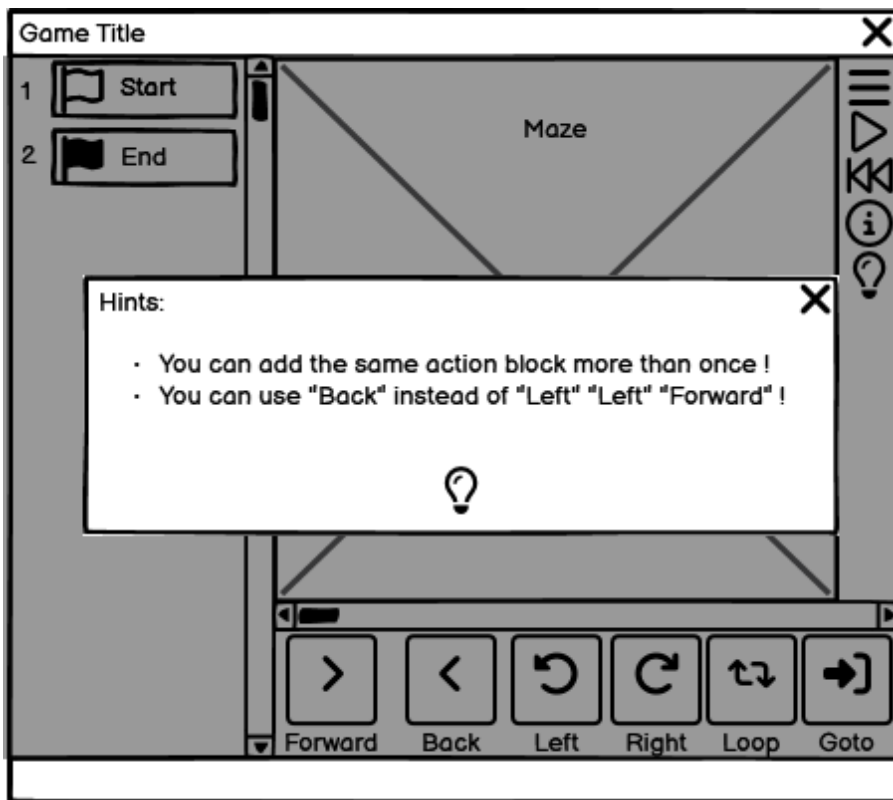 Game Title
1 Start
2 End
Maze
Hints:
· You can add the same action block more than once !
· You can use "Back" instead of "Left" "Left" "Forward" !
Forward Back Left Right Loop Goto